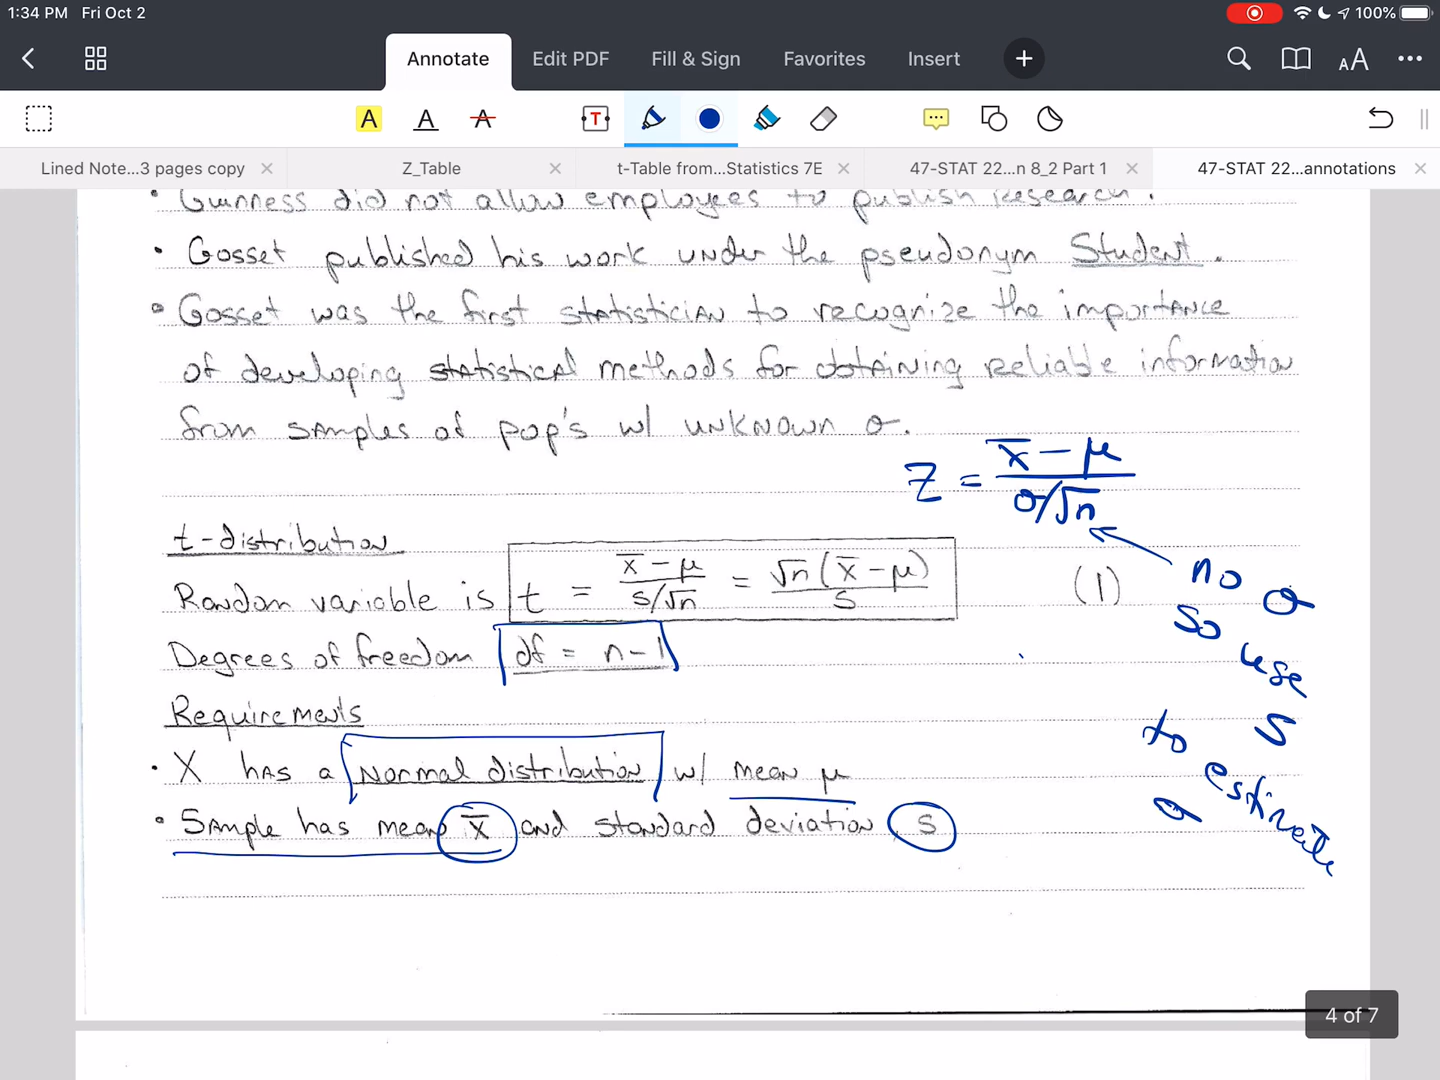 1:34 PM Fri Oct 2 100%
Annotate Edit PDF Fill & Sign Favorites Insert
Lined Note...3 pages copy Z_Table t-Table from...Statistics 7E 47-STAT 22...n 8_2 Part 1 47-STAT 22...annotations
• Guinness did not allow employees to publish research.
• Gosset published his work under the pseudonym Student.
• Gosset was the first statistician to recognize the importance
of developing statistical methods for obtaining reliable information
from samples of pop's w/ unknown σ.
Z = (x̄ - μ)/(σ/√n)
t-distribution
Random variable is t = (x̄ - μ)/(s/√n) = √n(x̄ - μ)/s (1)
no σ
so use
s
to estimate
σ
Degrees of freedom df = n-1
Requirements
• X has a normal distribution w/ mean μ
• Sample has mean x̄ and standard deviation s
4 of 7